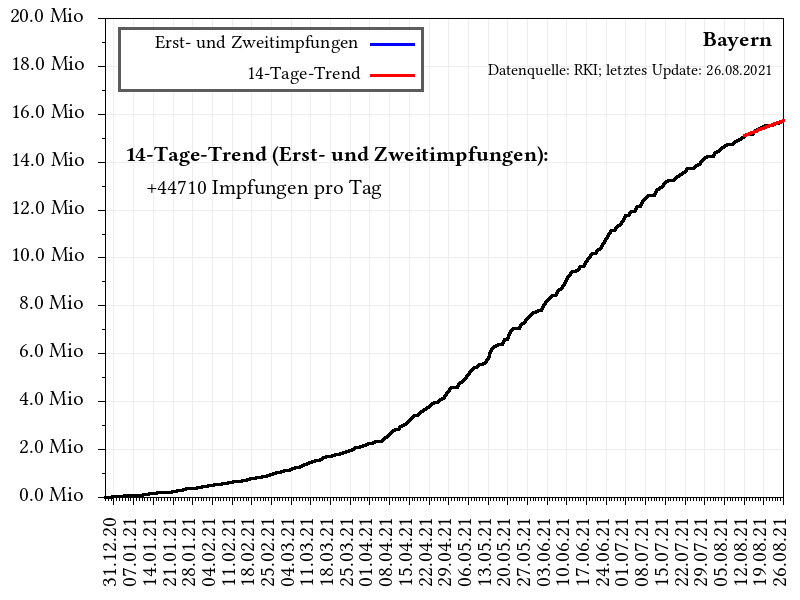 20.0 Mio
18.0 Mio
16.0 Mio
14.0 Mio
12.0 Mio
10.0 Mio
8.0 Mio
6.0 Mio
4.0 Mio
2.0 Mio
0.0 Mio
Erst- und Zweitimpfungen
14-Tage-Trend
Bayern
Datenquelle: RKI; letztes Update: 26.08.2021
14-Tage-Trend (Erst- und Zweitimpfungen):
+44710 Impfungen pro Tag
31.12.20
07.01.21
14.01.21
21.01.21
28.01.21
04.02.21
11.02.21
18.02.21
25.02.21
04.03.21
11.03.21
18.03.21
25.03.21
01.04.21
08.04.21
15.04.21
22.04.21
29.04.21
06.05.21
13.05.21
20.05.21
27.05.21
03.06.21
10.06.21
17.06.21
24.06.21
01.07.21
08.07.21
15.07.21
22.07.21
29.07.21
05.08.21
12.08.21
19.08.21
26.08.21